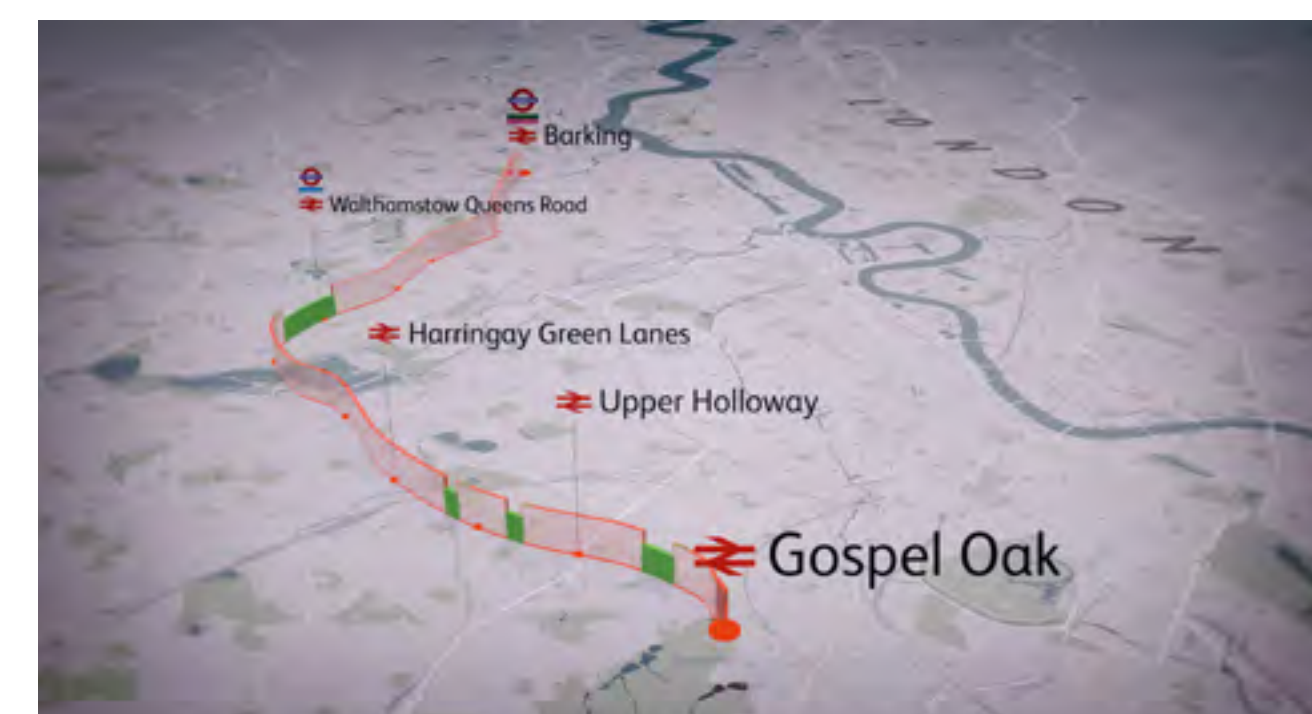 Barking
Walthamstow Queens Road
Harringay Green Lanes
Upper Holloway
Gospel Oak
LONDON